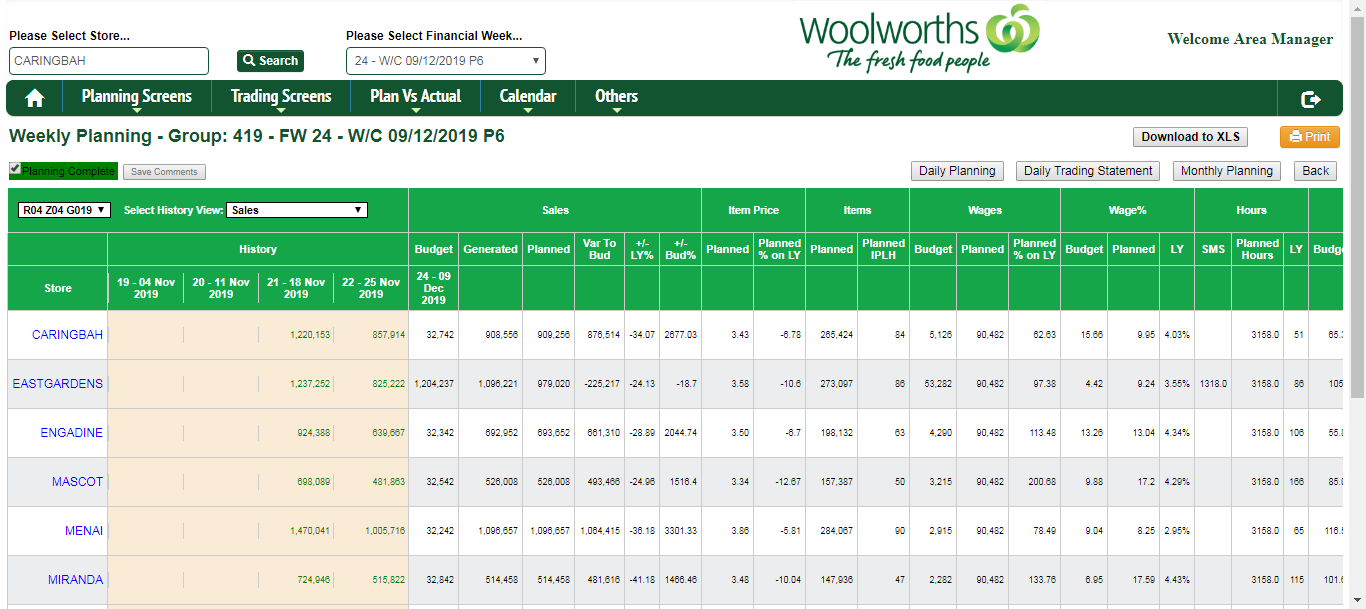 Please Select Store...
Please Select Financial Week...
Woolworths
The fresh food people
Welcome Area Manager
CARINGBAH
Search
24 - W/C 09/12/2019 P6
Planning Screens
Trading Screens
Plan Vs Actual
Calendar
Others
Weekly Planning - Group: 419 - FW 24 - W/C 09/12/2019 P6
Download to XLS
Print
Planning Complete
Save Comments
Daily Planning
Daily Trading Statement
Monthly Planning
Back
R04 Z04 G019
Select History View: Sales
Sales
Item Price
Items
Wages
Wage%
Hours
History
Budget Generated Planned Var To Bud +/- LY% +/- Bud% Planned Planned % on LY Planned Planned IPLH Budget Planned Planned % on LY Budget Planned LY SMS Planned Hours LY Budg
Store 19 - 04 Nov 2019 20 - 11 Nov 2019 21 - 18 Nov 2019 22 - 25 Nov 2019 24 - 09 Dec 2019
CARINGBAH 1,220,153 857,914 32,742 908,556 909,256 876,514 -34.07 2677.03 3.43 -6.78 265,424 84 5,126 90,482 62.63 15.66 9.95 4.03% 3158.0 51 65.
EASTGARDENS 1,237,252 825,222 1,204,237 1,096,221 979,020 -225,217 -24.13 -18.7 3.58 -10.6 273,097 86 53,282 90,482 97.38 4.42 9.24 3.55% 1318.0 3158.0 86 105
ENGADINE 924,388 639,667 32,342 692,952 693,652 661,310 -28.89 2044.74 3.50 -6.7 198,132 63 4,290 90,482 113.48 13.26 13.04 4.34% 3158.0 106 55.
MASCOT 698,089 481,863 32,542 526,008 526,008 493,466 -24.96 1516.4 3.34 -12.67 157,387 50 3,215 90,482 200.68 9.88 17.2 4.29% 3158.0 166 85.
MENAI 1,470,041 1,005,716 32,242 1,096,657 1,096,657 1,064,415 -36.18 3301.33 3.86 -5.81 284,067 90 2,915 90,482 78.49 9.04 8.25 2.95% 3158.0 65 116.
MIRANDA 724,946 515,822 32,842 514,458 514,458 481,616 -41.18 1466.46 3.48 -10.04 147,936 47 2,282 90,482 133.76 6.95 17.59 4.43% 3158.0 115 101.